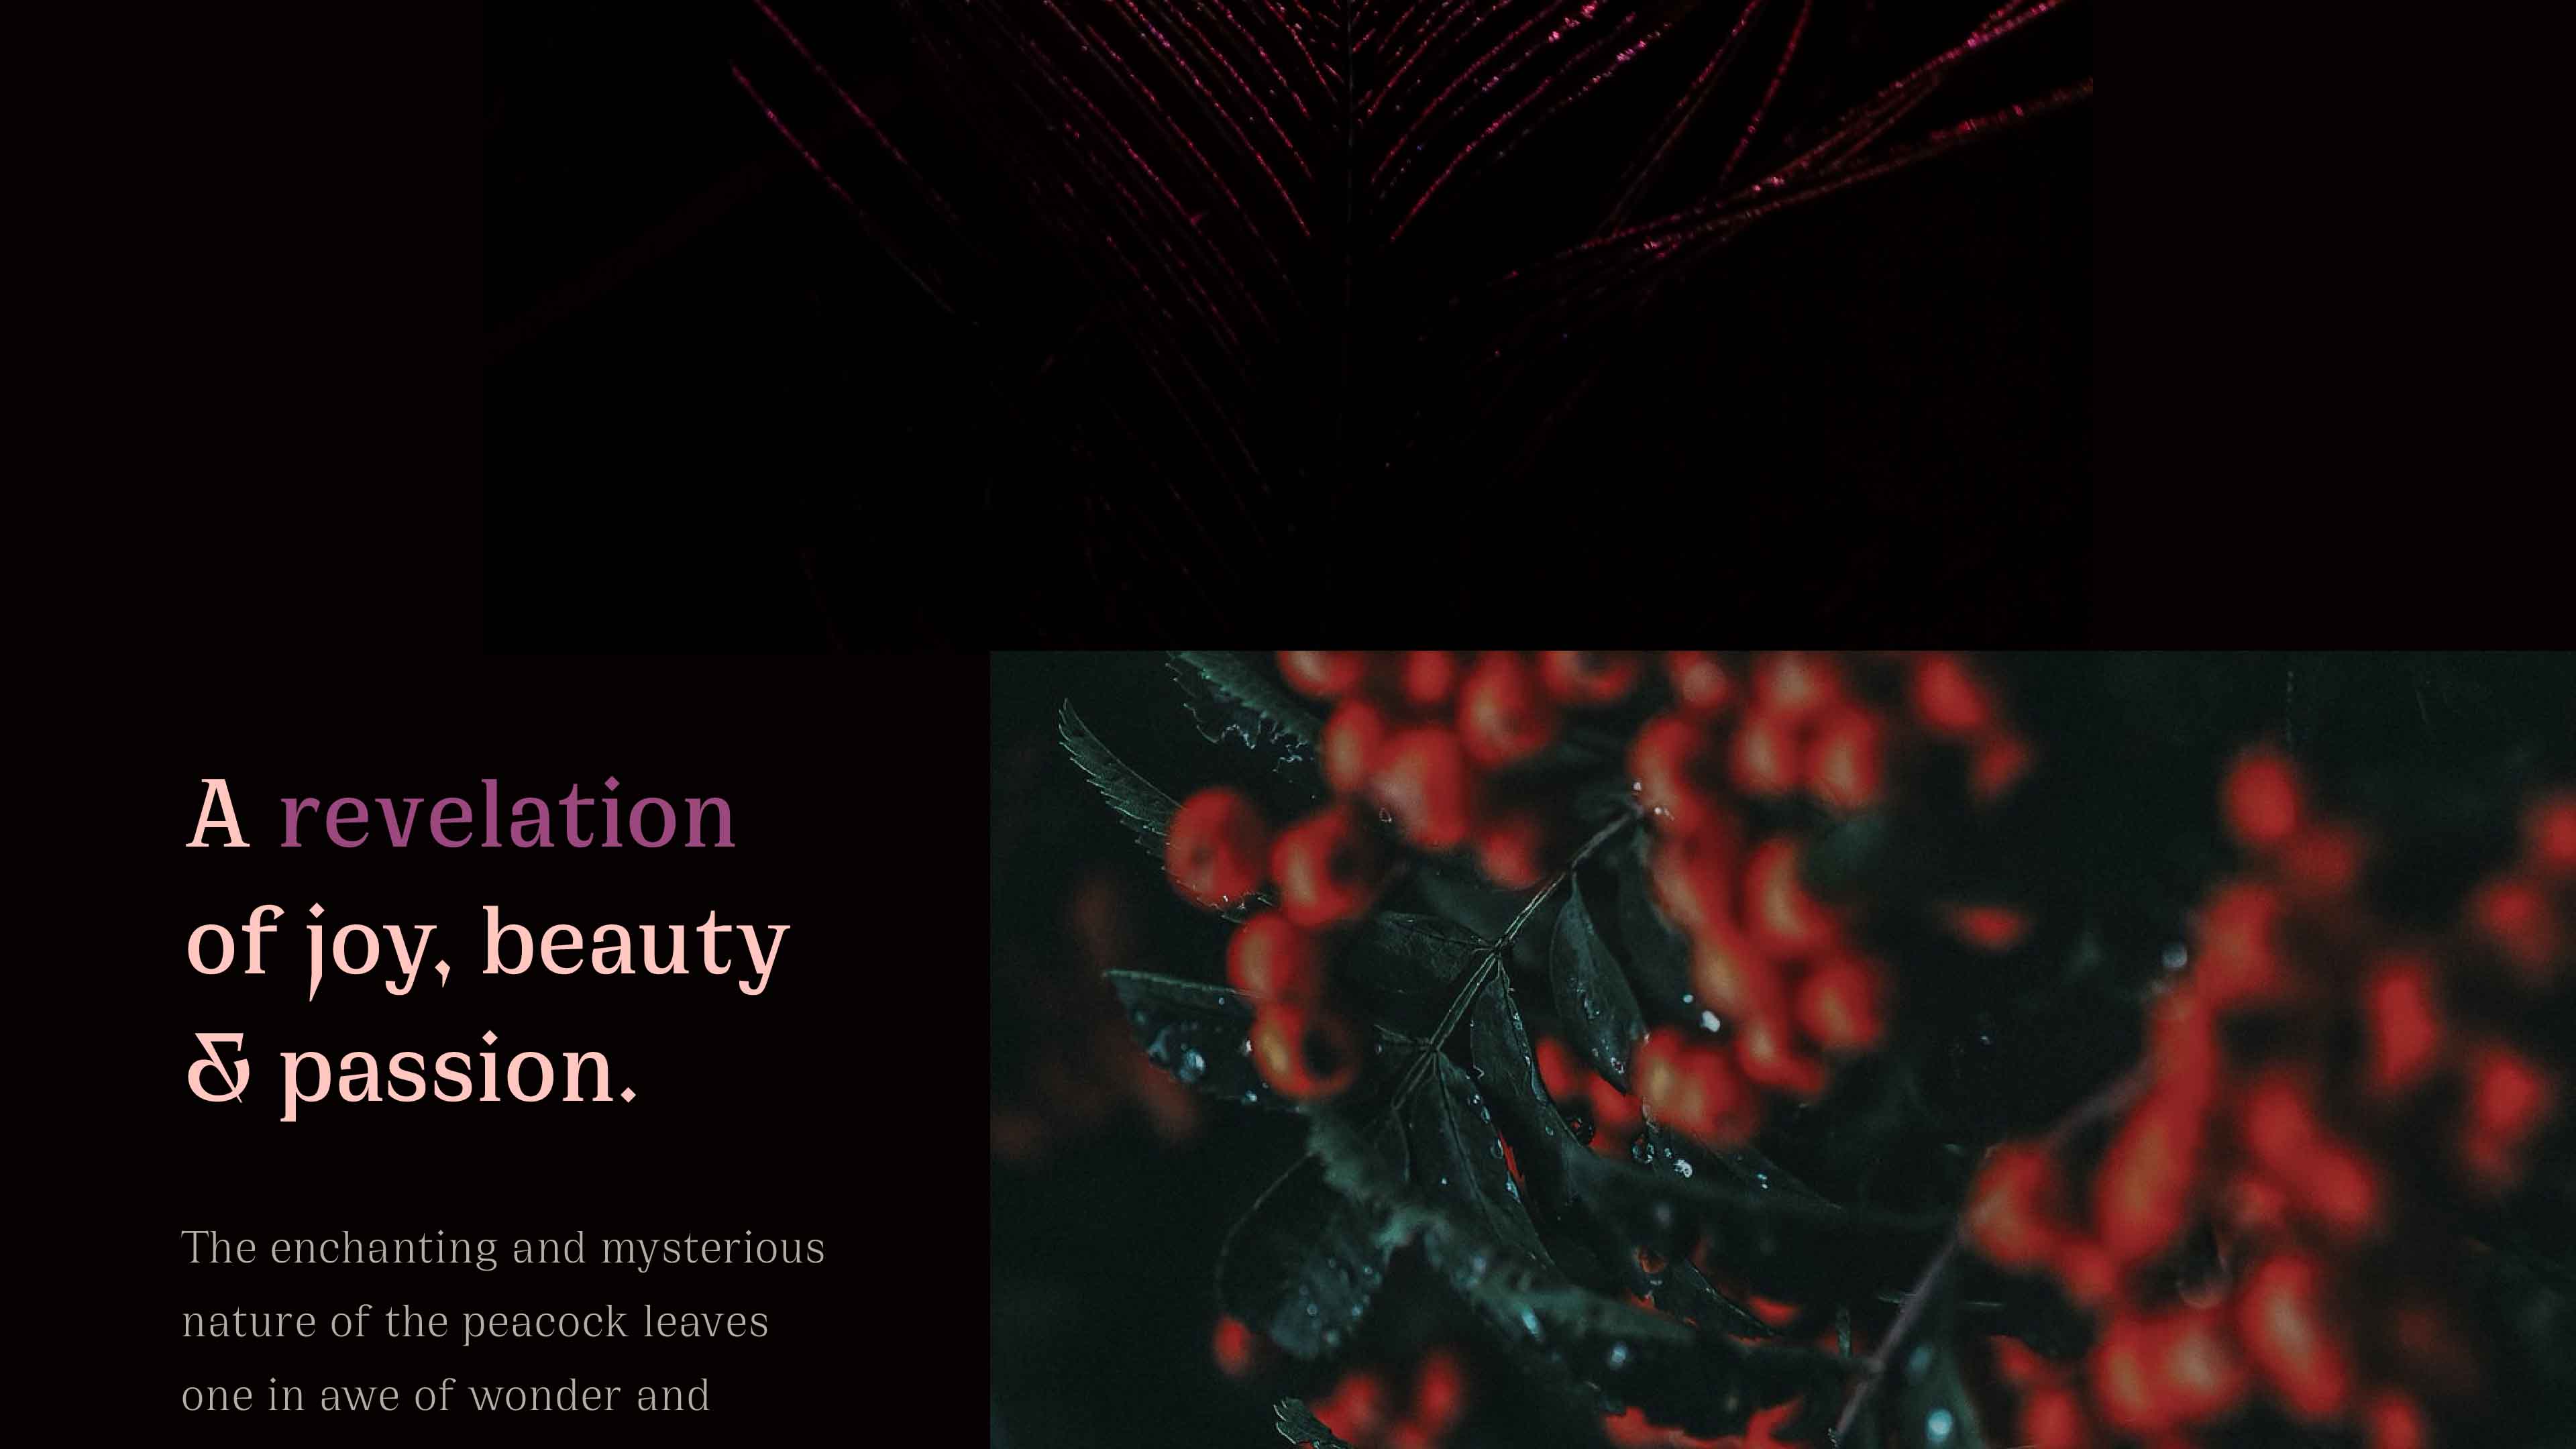 A revelation
of joy, beauty
& passion.
The enchanting and mysterious
nature of the peacock leaves
one in awe of wonder and